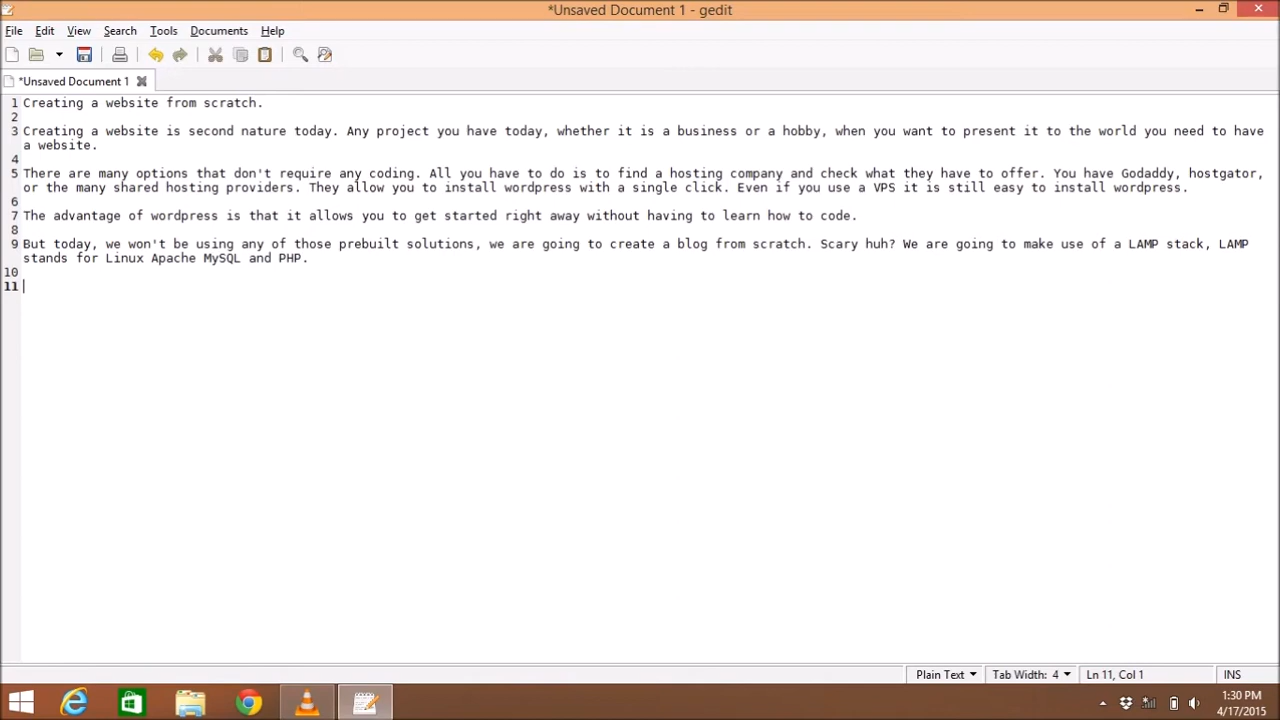 *Unsaved Document 1 - gedit
File Edit View Search Tools Documents Help
*Unsaved Document 1
1 Creating a website from scratch.
2
3 Creating a website is second nature today. Any project you have today, whether it is a business or a hobby, when you want to present it to the world you need to have
a website.
4
5 There are many options that don't require any coding. All you have to do is to find a hosting company and check what they have to offer. You have Godaddy, hostgator,
or the many shared hosting providers. They allow you to install wordpress with a single click. Even if you use a VPS it is still easy to install wordpress.
6
7 The advantage of wordpress is that it allows you to get started right away without having to learn how to code.
8
9 But today, we won't be using any of those prebuilt solutions, we are going to create a blog from scratch. Scary huh? We are going to make use of a LAMP stack, LAMP
stands for Linux Apache MySQL and PHP.
10
11
Plain Text Tab Width: 4 Ln 11, Col 1 INS
1:30 PM
4/17/2015